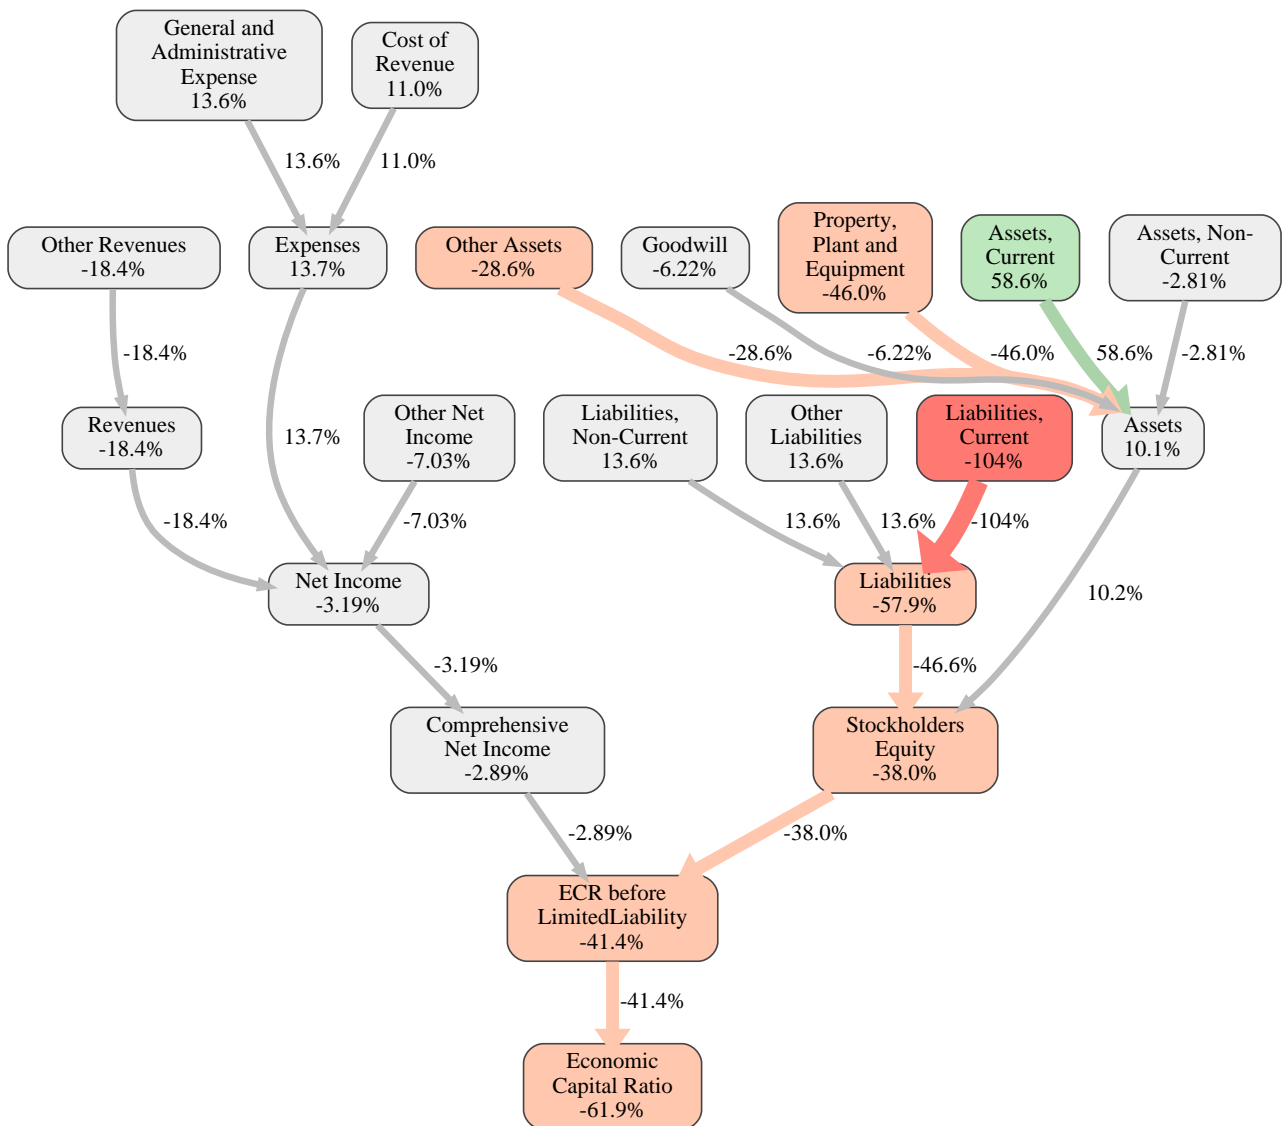 General and
Administrative
Expense
13.6%
Cost of
Revenue
11.0%
13.6%
11.0%
Other Revenues
-18.4%
Expenses
13.7%
Other Assets
-28.6%
Goodwill
-6.22%
Property,
Plant and
Equipment
-46.0%
Assets,
Current
58.6%
Assets, Non-
Current
-2.81%
-18.4%
-28.6%
-6.22%
-46.0%
58.6%
-2.81%
Revenues
-18.4%
13.7%
Other Net
Income
-7.03%
Liabilities,
Non-Current
13.6%
Other
Liabilities
13.6%
Liabilities,
Current
-104%
Assets
10.1%
-18.4%
-7.03%
13.6%
13.6%
-104%
Net Income
-3.19%
Liabilities
-57.9%
10.2%
-3.19%
-46.6%
Comprehensive
Net Income
-2.89%
Stockholders
Equity
-38.0%
-2.89%
-38.0%
ECR before
LimitedLiability
-41.4%
-41.4%
Economic
Capital Ratio
-61.9%